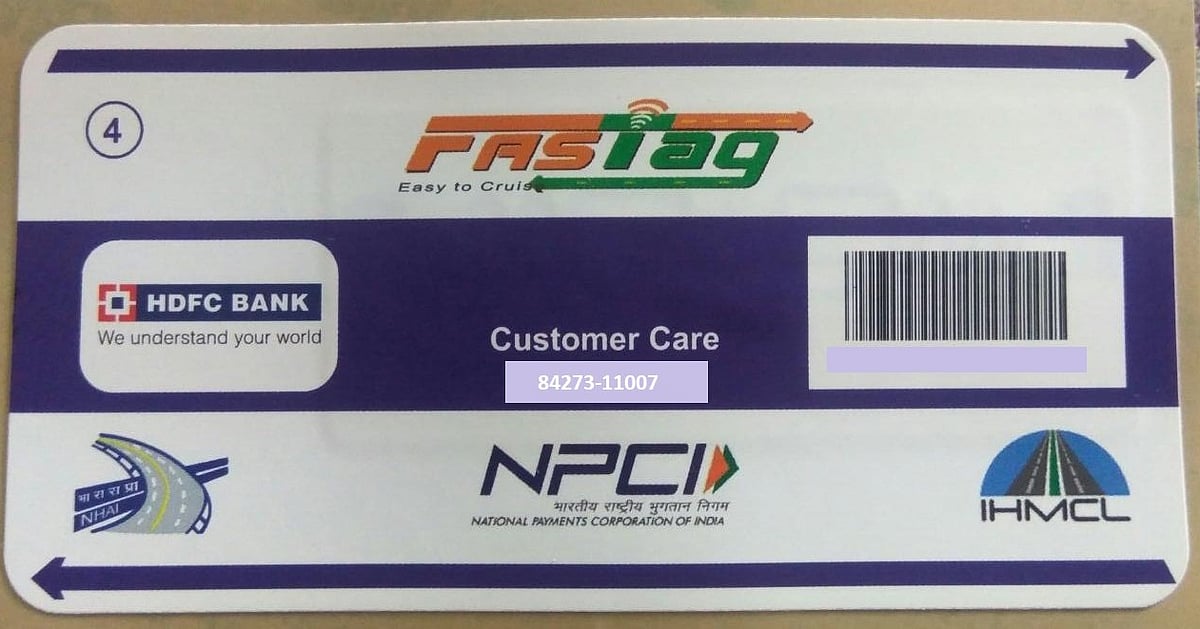 4
FASTag
Easy to Cruis
HDFC BANK
We understand your world
Customer Care
84273-11007
भा रा रा प्रा
NHAI
NPCI
भारतीय राष्ट्रीय भुगतान निगम
NATIONAL PAYMENTS CORPORATION OF INDIA
IHMCL